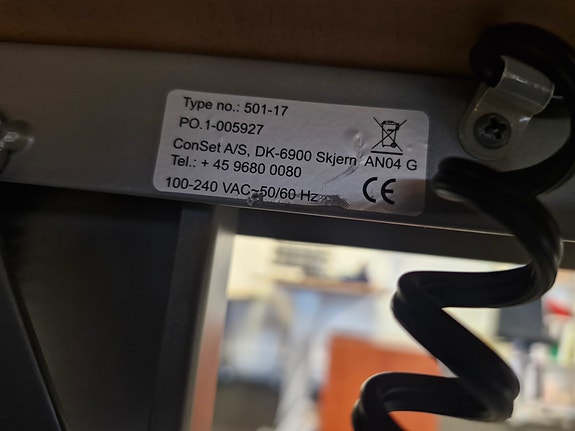 Type no.: 501-17
PO.1-005927
ConSet A/S, DK-6900 Skjern
Tel.: + 45 9680 0080
100-240 VAC~50/60 Hz
AN04 G
CE